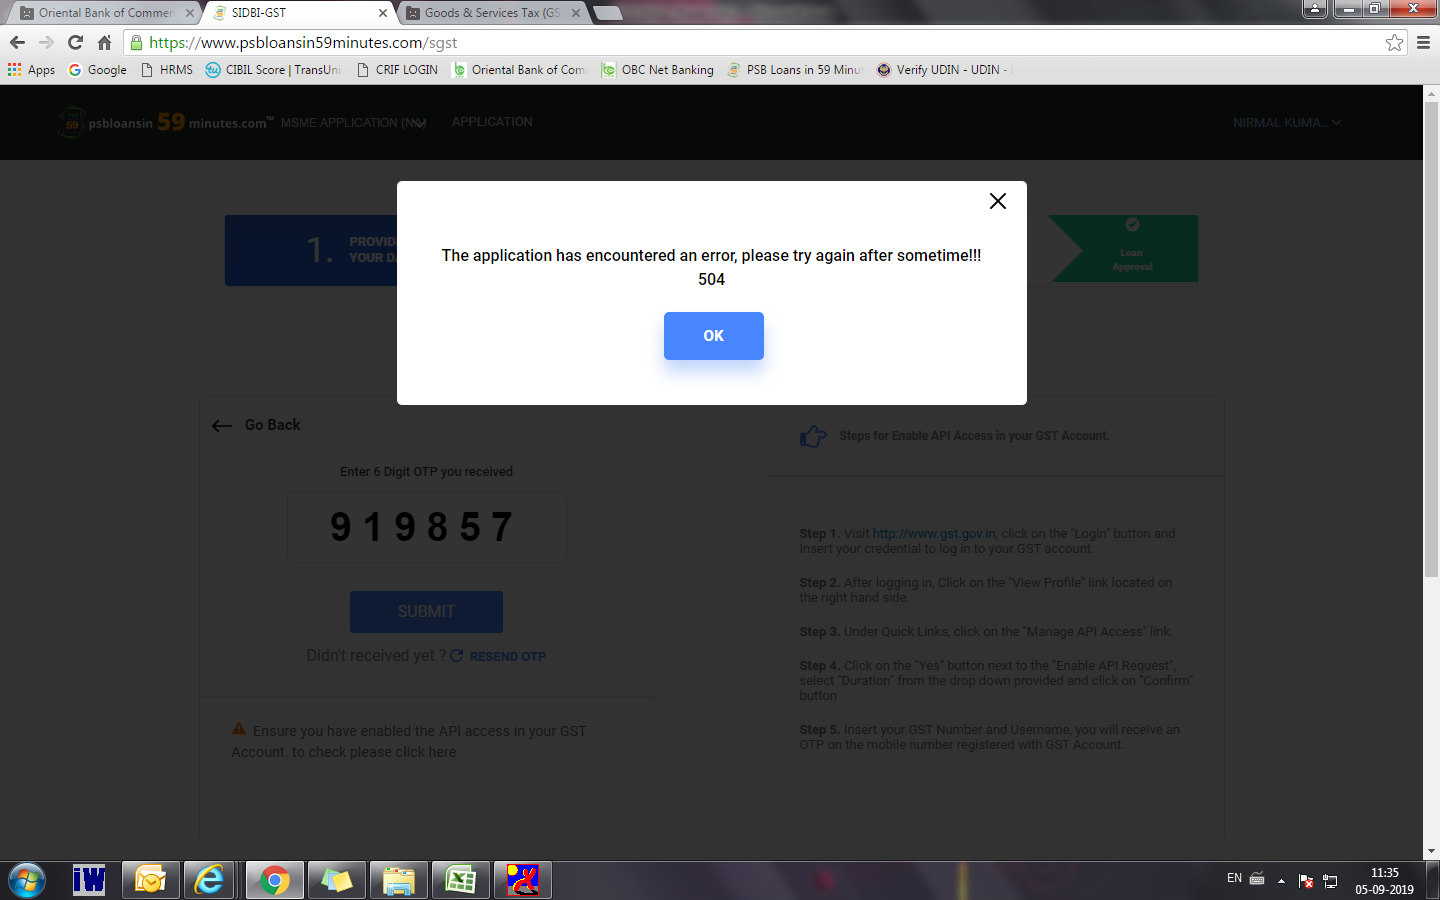 Oriental Bank of Commer
SIDBI-GST
Goods & Services Tax (GS
https://www.psbloansin59minutes.com/sgst
Apps
Google
HRMS
CIBIL Score | TransUni
CRIF LOGIN
Oriental Bank of Com
OBC Net Banking
PSB Loans in 59 Minu
Verify UDIN - UDIN -
psbloansin 59 minutes.com™
MSME APPLICATION (N
APPLICATION
NIRMAL KUMA...
1. PROVID
YOUR DA
Loan
Approval
The application has encountered an error, please try again after sometime!!!
504
OK
Go Back
Enter 6 Digit OTP you received
919857
SUBMIT
Didn't received yet ? RESEND OTP
Ensure you have enabled the API access in your GST
Account. to check please click here
Steps for Enable API Access in your GST Account.
Step 1. Visit http://www.gst.gov.in, click on the "Login" button and
Insert your credential to log in to your GST account.
Step 2. After logging in, Click on the "View Profile" link located on
the right hand side.
Step 3. Under Quick Links, click on the "Manage API Access" link.
Step 4. Click on the "Yes" button next to the "Enable API Request",
select "Duration" from the drop down provided and click on "Confirm"
button
Step 5. Insert your GST Number and Username, you will receive an
OTP on the mobile number registered with GST Account.
iW
EN
11:35
05-09-2019